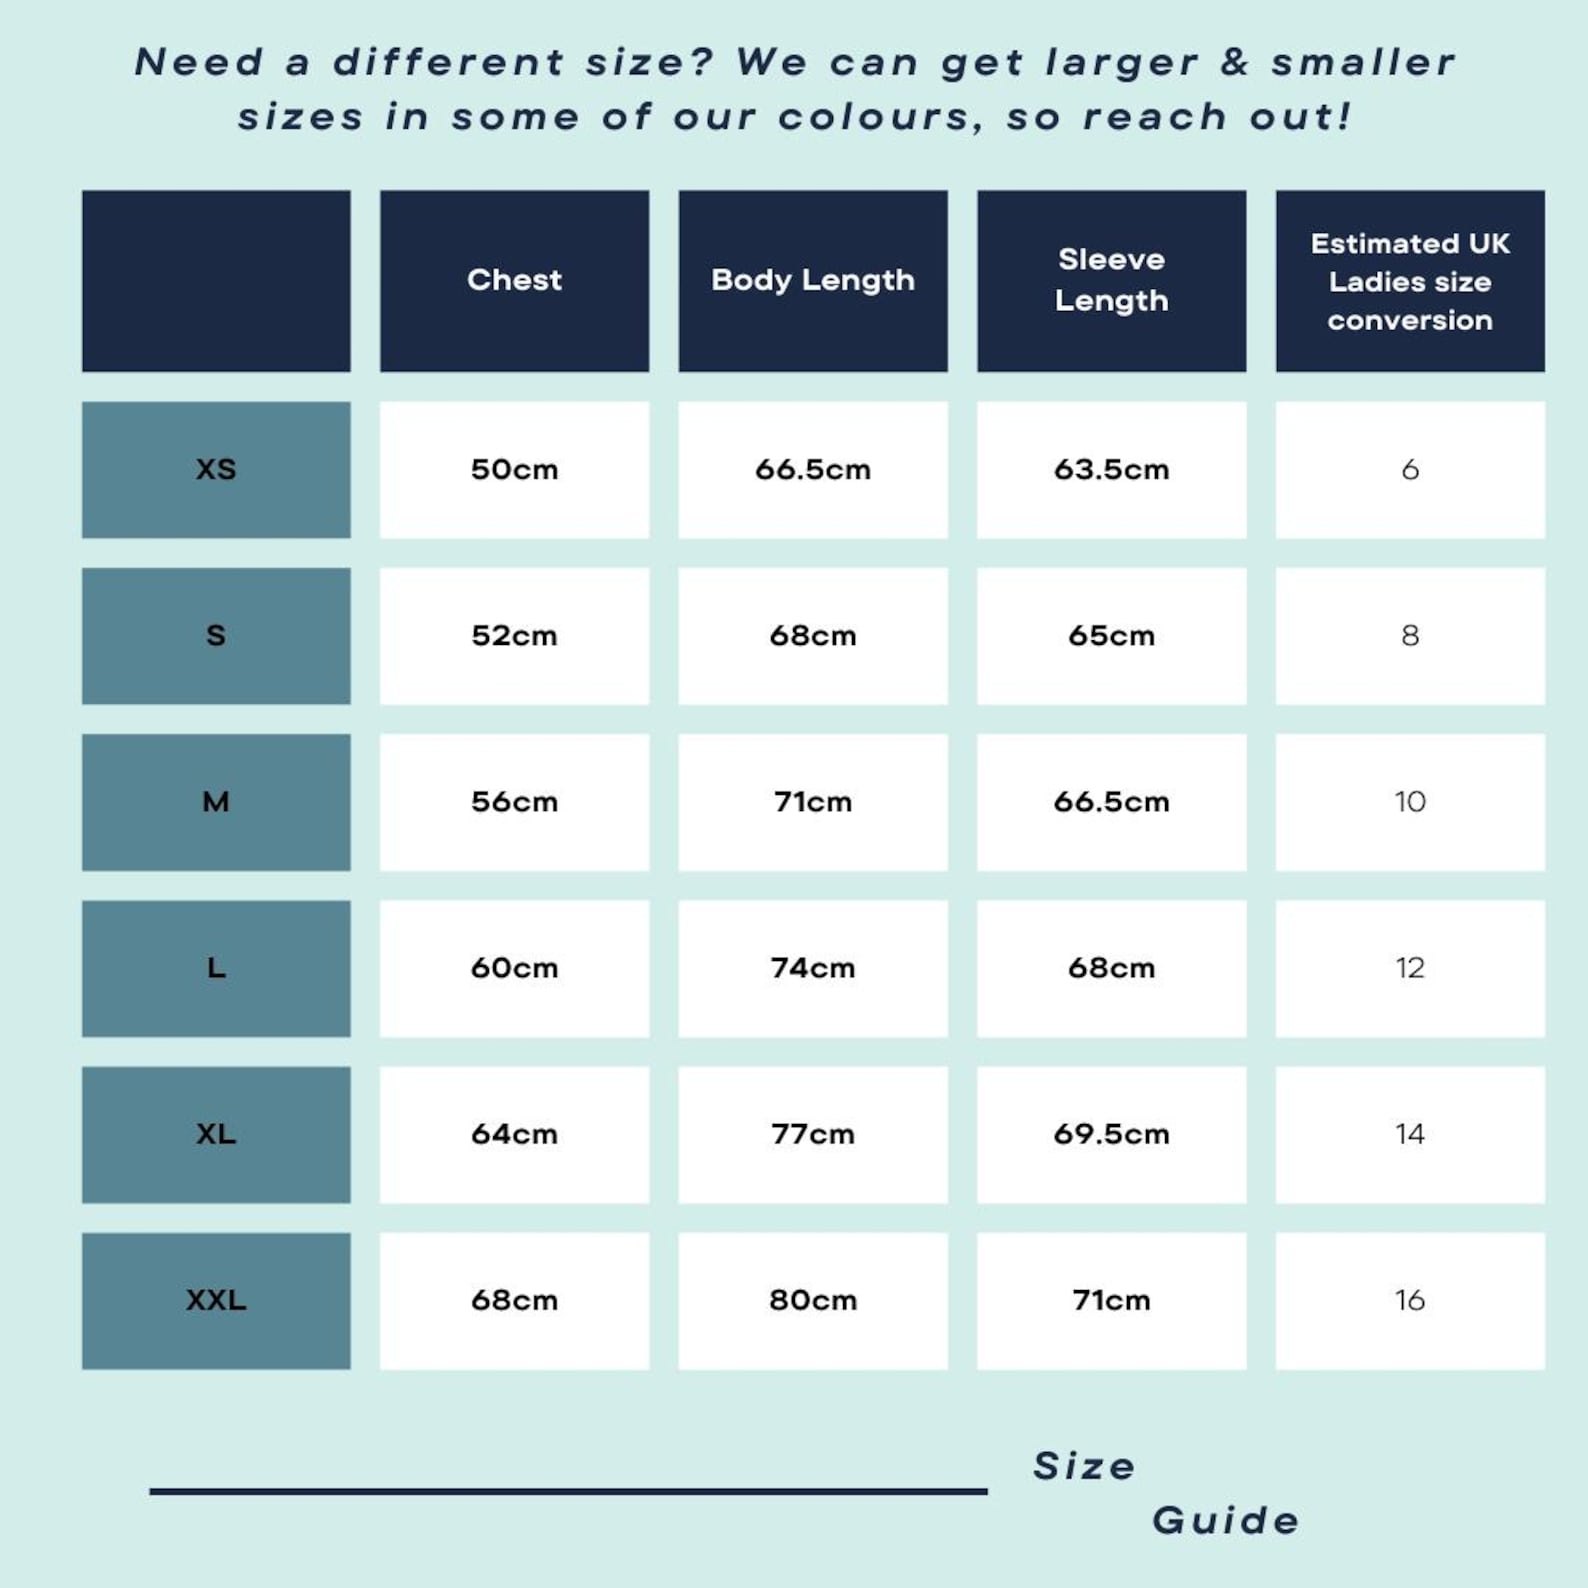 Need a different size? We can get larger & smaller
sizes in some of our colours, so reach out!
Chest
Body Length
Sleeve
Length
Estimated UK
Ladies size
conversion
XS 50cm 66.5cm 63.5cm 6
S 52cm 68cm 65cm 8
M 56cm 71cm 66.5cm 10
L 60cm 74cm 68cm 12
XL 64cm 77cm 69.5cm 14
XXL 68cm 80cm 71cm 16
Size
Guide